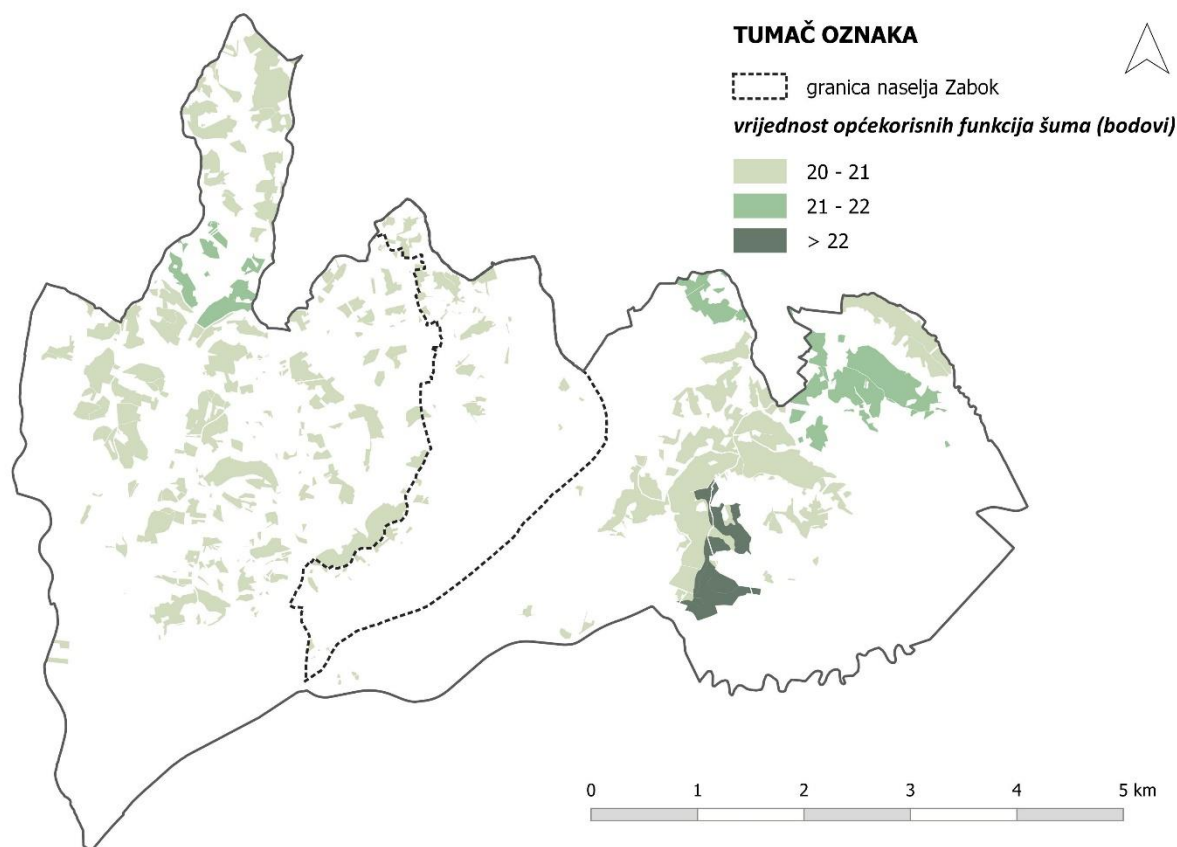 TUMAČ OZNAKA
granica naselja Zabok
vrijednost općekorisnih funkcija šuma (bodovi)
20 - 21
21 - 22
> 22
0 1 2 3 4 5 km